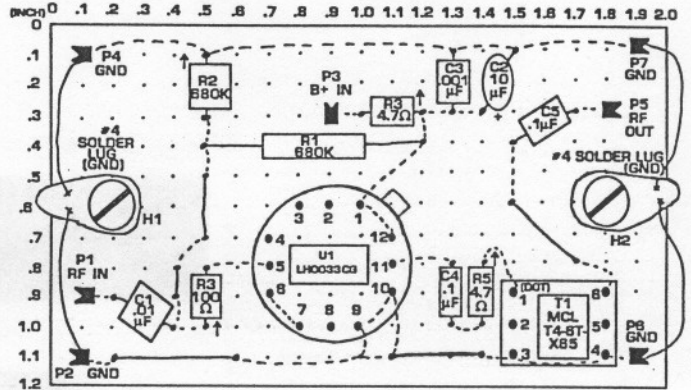 (INCH) 0 .1 .2 .3 .4 .5 .6 .7 .8 .9 1.0 1.1 1.2 1.3 1.4 1.5 1.6 1.7 1.8 1.9 2.0
0
.1
.2
.3
.4
.5
.6
.7
.8
.9
1.0
1.1
1.2
P4
GND
R2
680K
P3
B+ IN
R3
4.7Ω
C3
.001
µF
C2
10
µF
+
P7
GND
C5
.1µF
P5
RF
OUT
#4
SOLDER
LUG
(GND)
R1
680K
#4 SOLDER LUG
(GND)
H1
H2
3 2 1
4 12
5 11
6 10
7 8 9
U1
LH0033CG
P1
RF IN
C1
.01
µF
R3
100
Ω
C4
.1
µF
R5
4.7
Ω
(DOT)
1 6
2 5
3 4
T1
MCL
T4-6T-
X65
P6
GND
P2 GND